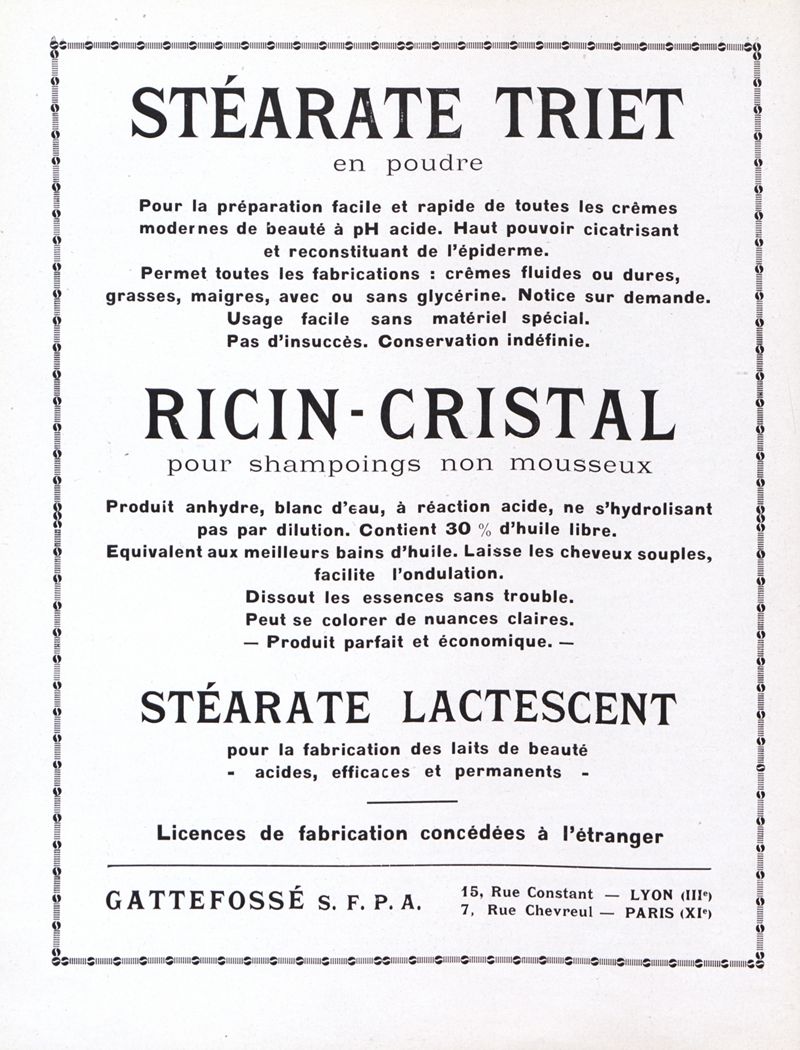 STÉARATE TRIET
en poudre
Pour la préparation facile et rapide de toutes les crêmes
modernes de beauté à pH acide. Haut pouvoir cicatrisant
et reconstituant de l'épiderme.
Permet toutes les fabrications : crêmes fluides ou dures,
grasses, maigres, avec ou sans glycérine. Notice sur demande.
Usage facile sans matériel spécial.
Pas d'insuccès. Conservation indéfinie.
RICIN-CRISTAL
pour shampoings non mousseux
Produit anhydre, blanc d'eau, à réaction acide, ne s'hydrolisant
pas par dilution. Contient 30 % d'huile libre.
Equivalent aux meilleurs bains d'huile. Laisse les cheveux souples,
facilite l'ondulation.
Dissout les essences sans trouble.
Peut se colorer de nuances claires.
— Produit parfait et économique. —
STÉARATE LACTESCENT
pour la fabrication des laits de beauté
- acides, efficaces et permanents -
Licences de fabrication concédées à l'étranger
GATTEFOSSÉ S. F. P. A.
15, Rue Constant — LYON (IIIe)
7, Rue Chevreul — PARIS (XIe)